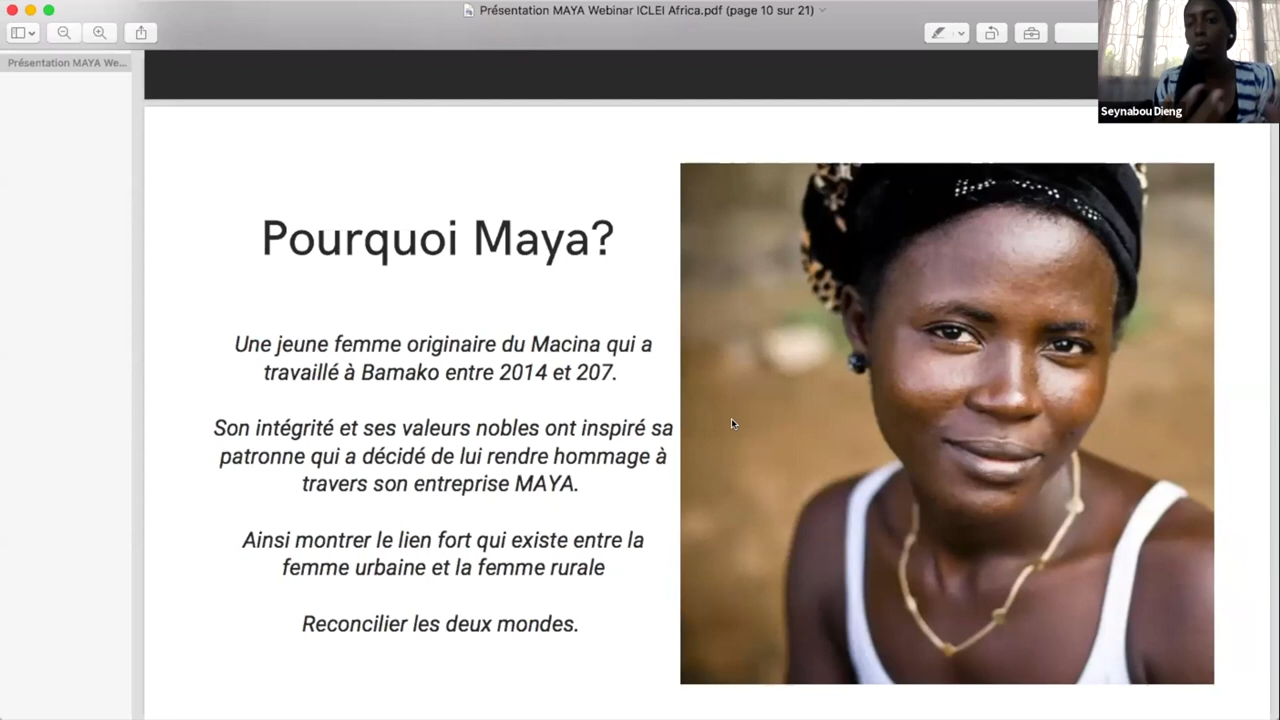 Présentation MAYA Webinar ICLEI Africa.pdf (page 10 sur 21)
Présentation MAYA We...
Seynabou Dieng
Pourquoi Maya?
Une jeune femme originaire du Macina qui a
travaillé à Bamako entre 2014 et 207.
Son intégrité et ses valeurs nobles ont inspiré sa
patronne qui a décidé de lui rendre hommage à
travers son entreprise MAYA.
Ainsi montrer le lien fort qui existe entre la
femme urbaine et la femme rurale
Reconcilier les deux mondes.